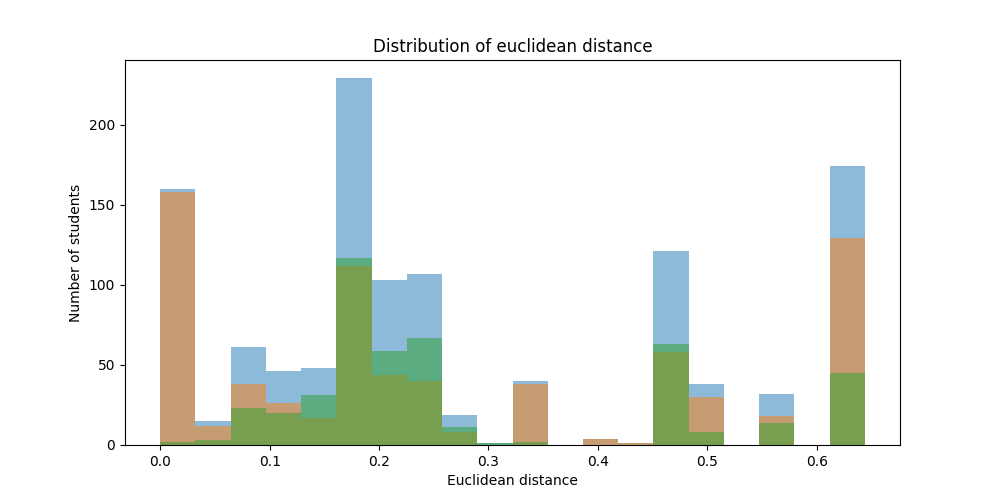 Distribution of euclidean distance
Number of students
200
150
100
50
0
0.0 0.1 0.2 0.3 0.4 0.5 0.6
Euclidean distance